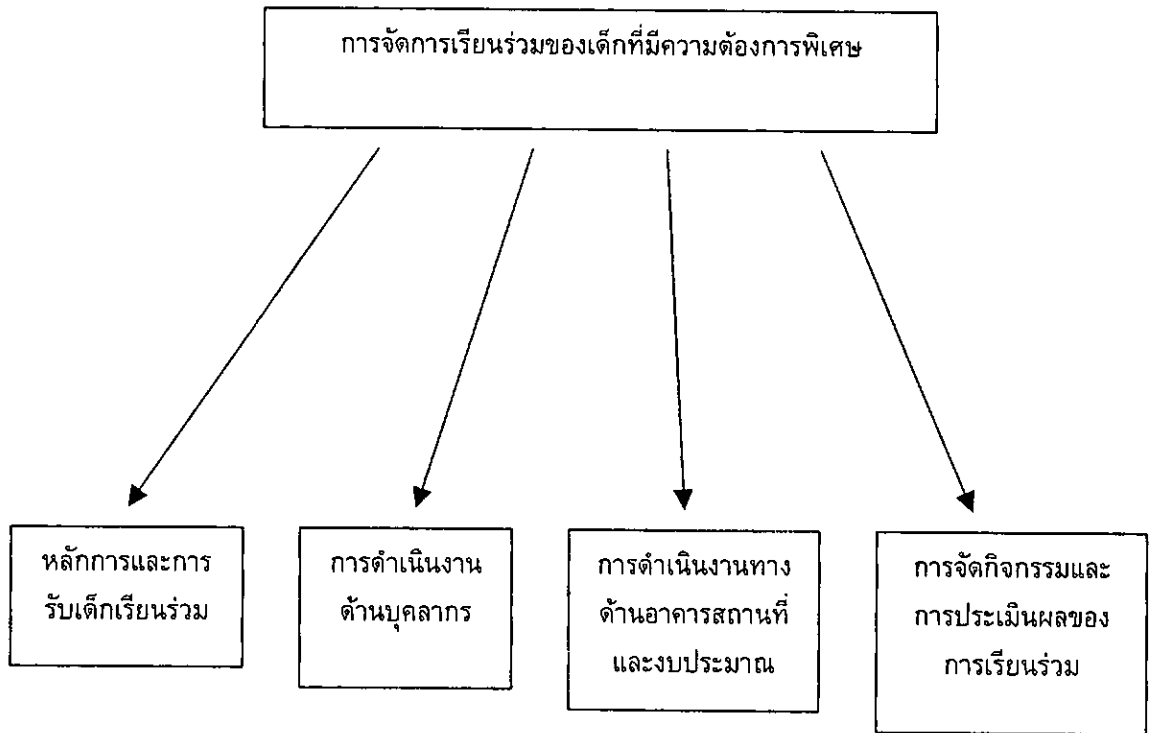 การจัดการเรียนร่วมของเด็กที่มีความต้องการพิเศษ
หลักการและการ
รับเด็กเรียนร่วม
การดำเนินงาน
ด้านบุคลากร
การดำเนินงานทาง
ด้านอาคารสถานที่
และงบประมาณ
การจัดกิจกรรมและ
การประเมินผลของ
การเรียนร่วม